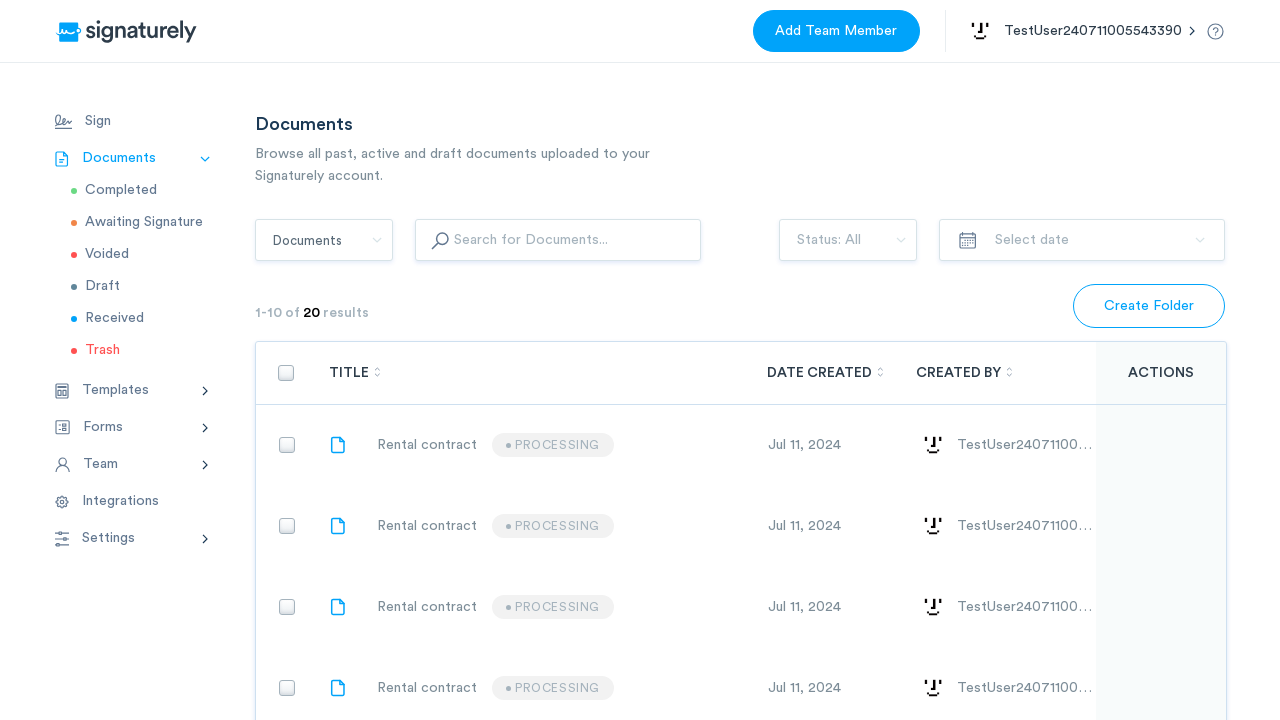 signaturely
Add Team Member
TestUser240711005543390
Sign
Documents
Completed
Awaiting Signature
Voided
Draft
Received
Trash
Templates
Forms
Team
Integrations
Settings
Documents
Browse all past, active and draft documents uploaded to your
Signaturely account.
Documents
Search for Documents...
Status: All
Select date
1-10 of 20 results
Create Folder
TITLE DATE CREATED CREATED BY ACTIONS
Rental contract PROCESSING Jul 11, 2024 TestUser24071100...
Rental contract PROCESSING Jul 11, 2024 TestUser24071100...
Rental contract PROCESSING Jul 11, 2024 TestUser24071100...
Rental contract PROCESSING Jul 11, 2024 TestUser24071100...